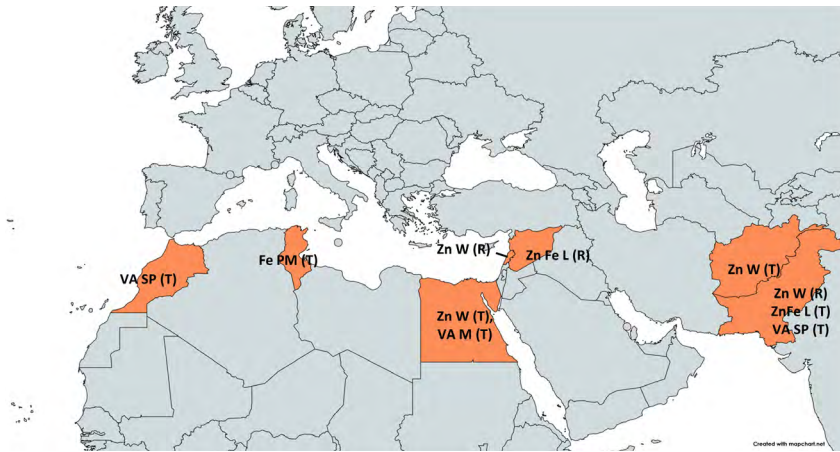 Zn W (R)
Zn Fe L (R)
Fe PM (T)
VA SP (T)
Zn W (T)
Zn W (R)
ZnFe L (T)
VA SP (T)
Zn W (T),
VA M (T)
Created with mapchart.net